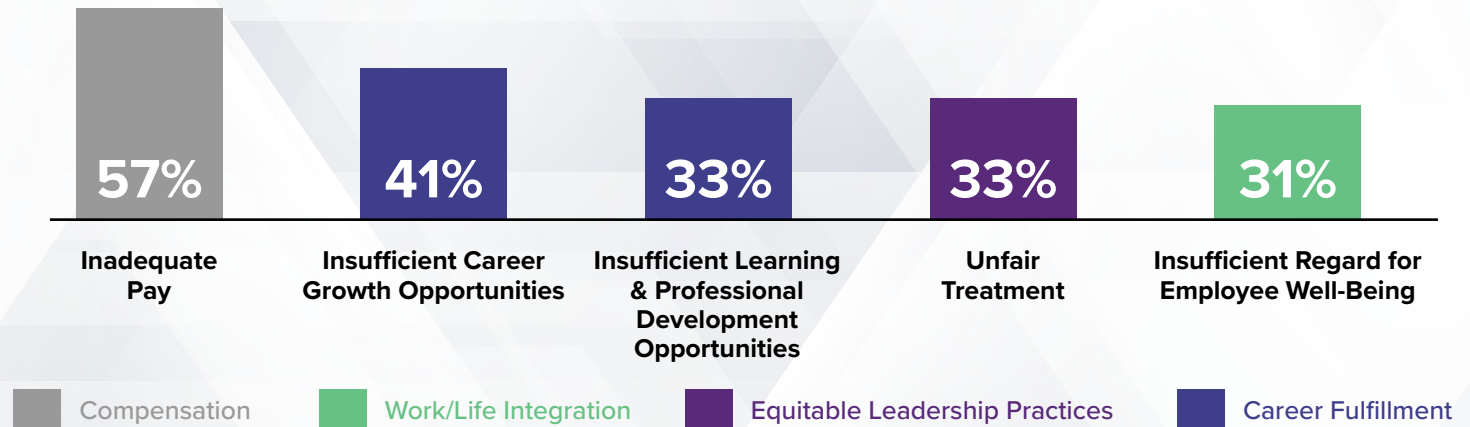 57%
41%
33%
33%
31%
Inadequate
Pay
Insufficient Career
Growth Opportunities
Insufficient Learning
& Professional
Development
Opportunities
Unfair
Treatment
Insufficient Regard for
Employee Well-Being
Compensation
Work/Life Integration
Equitable Leadership Practices
Career Fulfillment